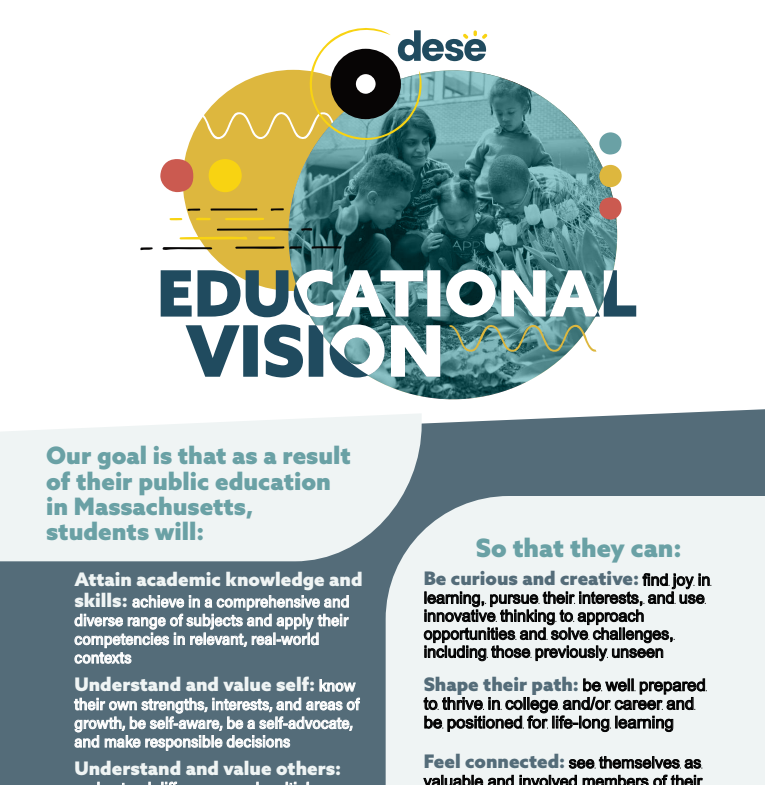 dese
EDUCATIONAL
VISION
Our goal is that as a result
of their public education
in Massachusetts,
students will:
Attain academic knowledge and
skills: achieve in a comprehensive and
diverse range of subjects and apply their
competencies in relevant, real-world
contexts
Understand and value self: know
their own strengths, interests, and areas of
growth, be self-aware, be a self-advocate,
and make responsible decisions
Understand and value others:
So that they can:
Be curious and creative: find joy in
learning, pursue their interests, and use
innovative thinking to approach
opportunities and solve challenges,
including those previously unseen
Shape their path: be well prepared
to thrive in college and/or career and
be positioned for life-long learning
Feel connected: see themselves as
valuable and involved members of their